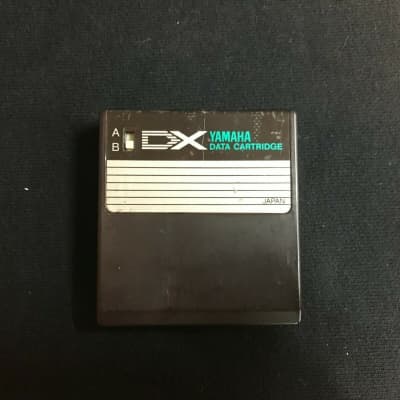 A
B
DX YAMAHA
DATA CARTRIDGE
JAPAN